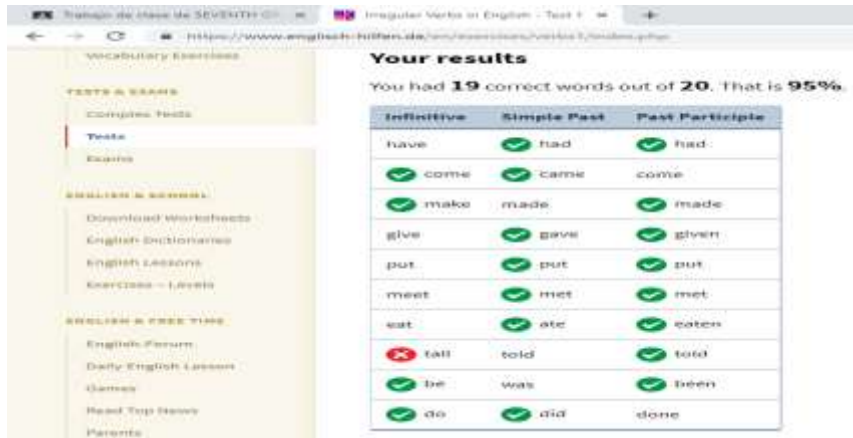 Trabajo de clase de SEVENTH
Irregular Verbs in English - Test
https://www.englisch-hilfen.de/en/exercises/verbs1/index.php
Vocabulary Exercises
TESTS & EXAMS
Complex Tests
Tests
Exams
ENGLISH & SCHOOL
Download Worksheets
English Dictionaries
English Lessons
Exercises – Levels
ENGLISH & FREE TIME
English Forum
Daily English Lesson
Games
Read Top News
Parents
Your results
You had 19 correct words out of 20. That is 95%.
Infinitive Simple Past Past Participle
have had had
come came come
make made made
give gave given
put put put
meet met met
eat ate eaten
tall told told
be was been
do did done